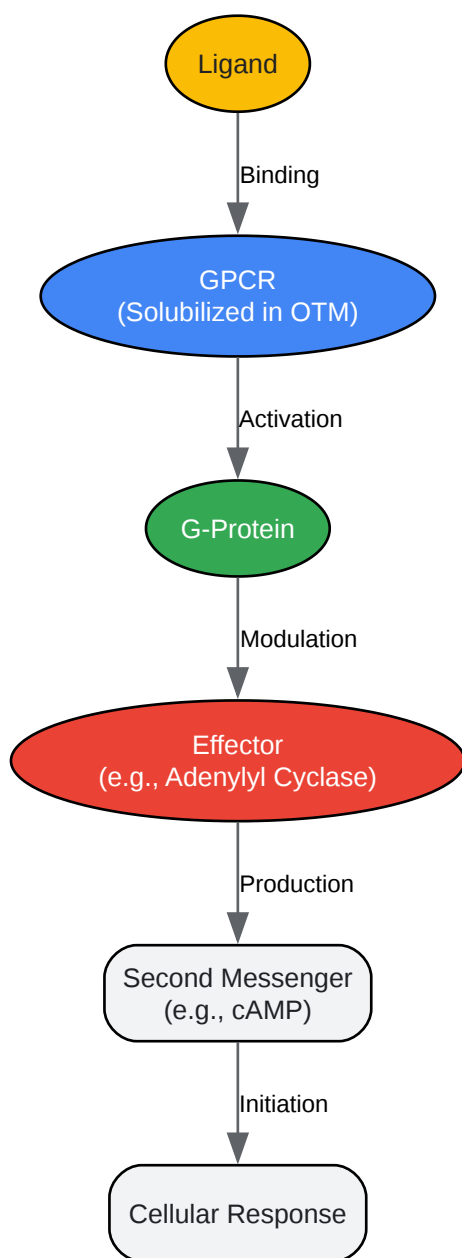 Ligand
Binding
GPCR
(Solubilized in OTM)
Activation
G-Protein
Modulation
Effector
(e.g., Adenylyl Cyclase)
Production
Second Messenger
(e.g., cAMP)
Initiation
Cellular Response